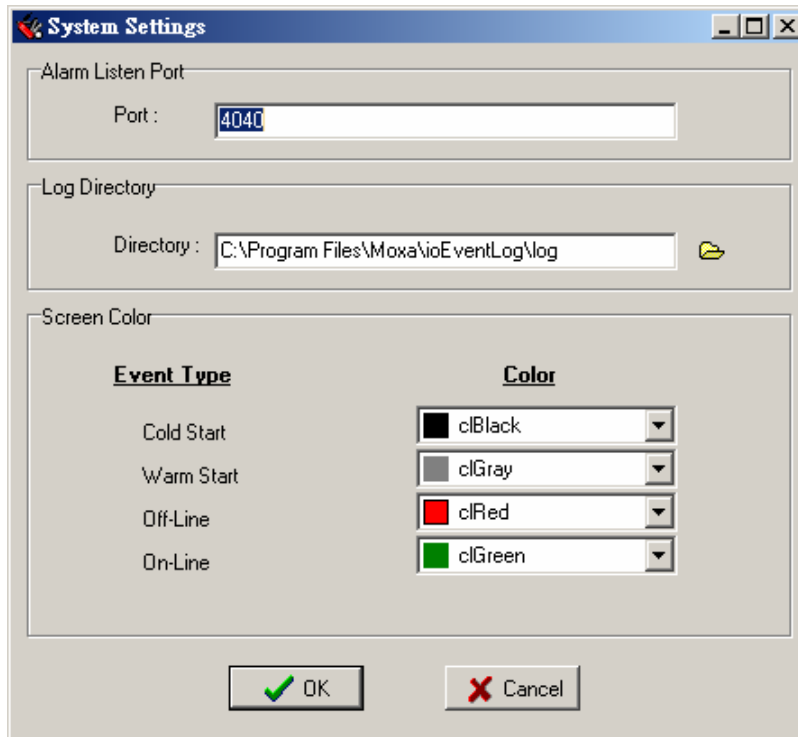 System Settings
Alarm Listen Port
Port : 4040
Log Directory
Directory : C:\Program Files\Moxa\ioEventLog\log
Screen Color
Event Type Color
Cold Start clBlack
Warm Start clGray
Off-Line clRed
On-Line clGreen
OK Cancel